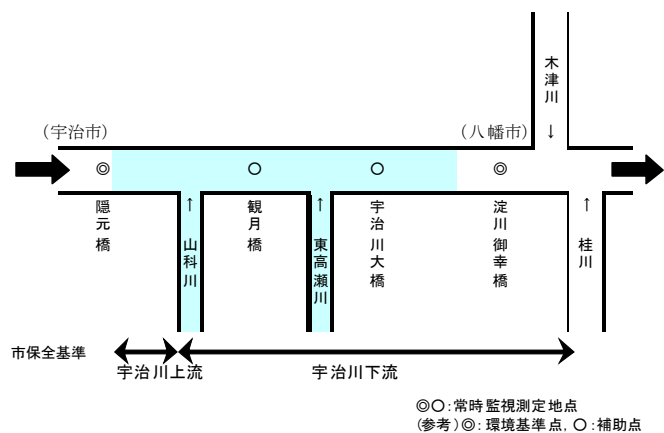 木津川
↓
（宇治市）
（八幡市）
◎
○
○
◎
隠元橋
↑
山科川
観月橋
↑
東高瀬川
宇治川大橋
淀川御幸橋
↑
桂川
市保全基準
宇治川上流
宇治川下流
◎○：常時監視測定地点
(参考)◎：環境基準点，○：補助点